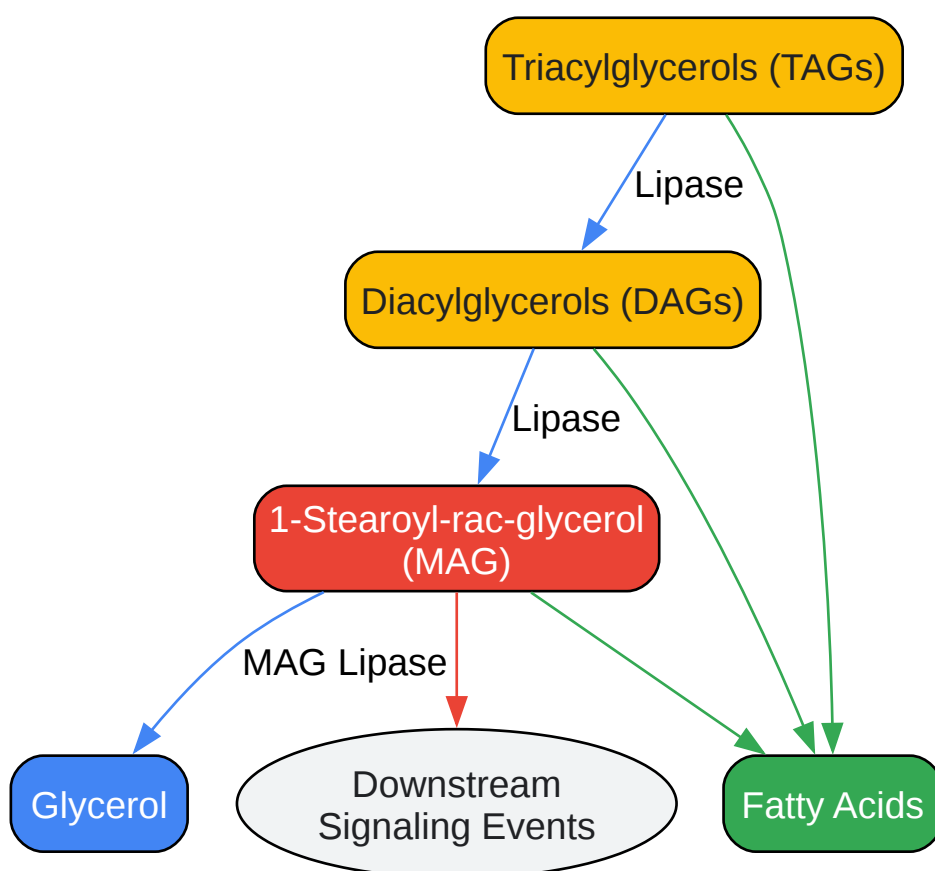 Triacylglycerols (TAGs)
Lipase
Diacylglycerols (DAGs)
Lipase
1-Stearoyl-rac-glycerol
(MAG)
MAG Lipase
Glycerol
Downstream
Signaling Events
Fatty Acids